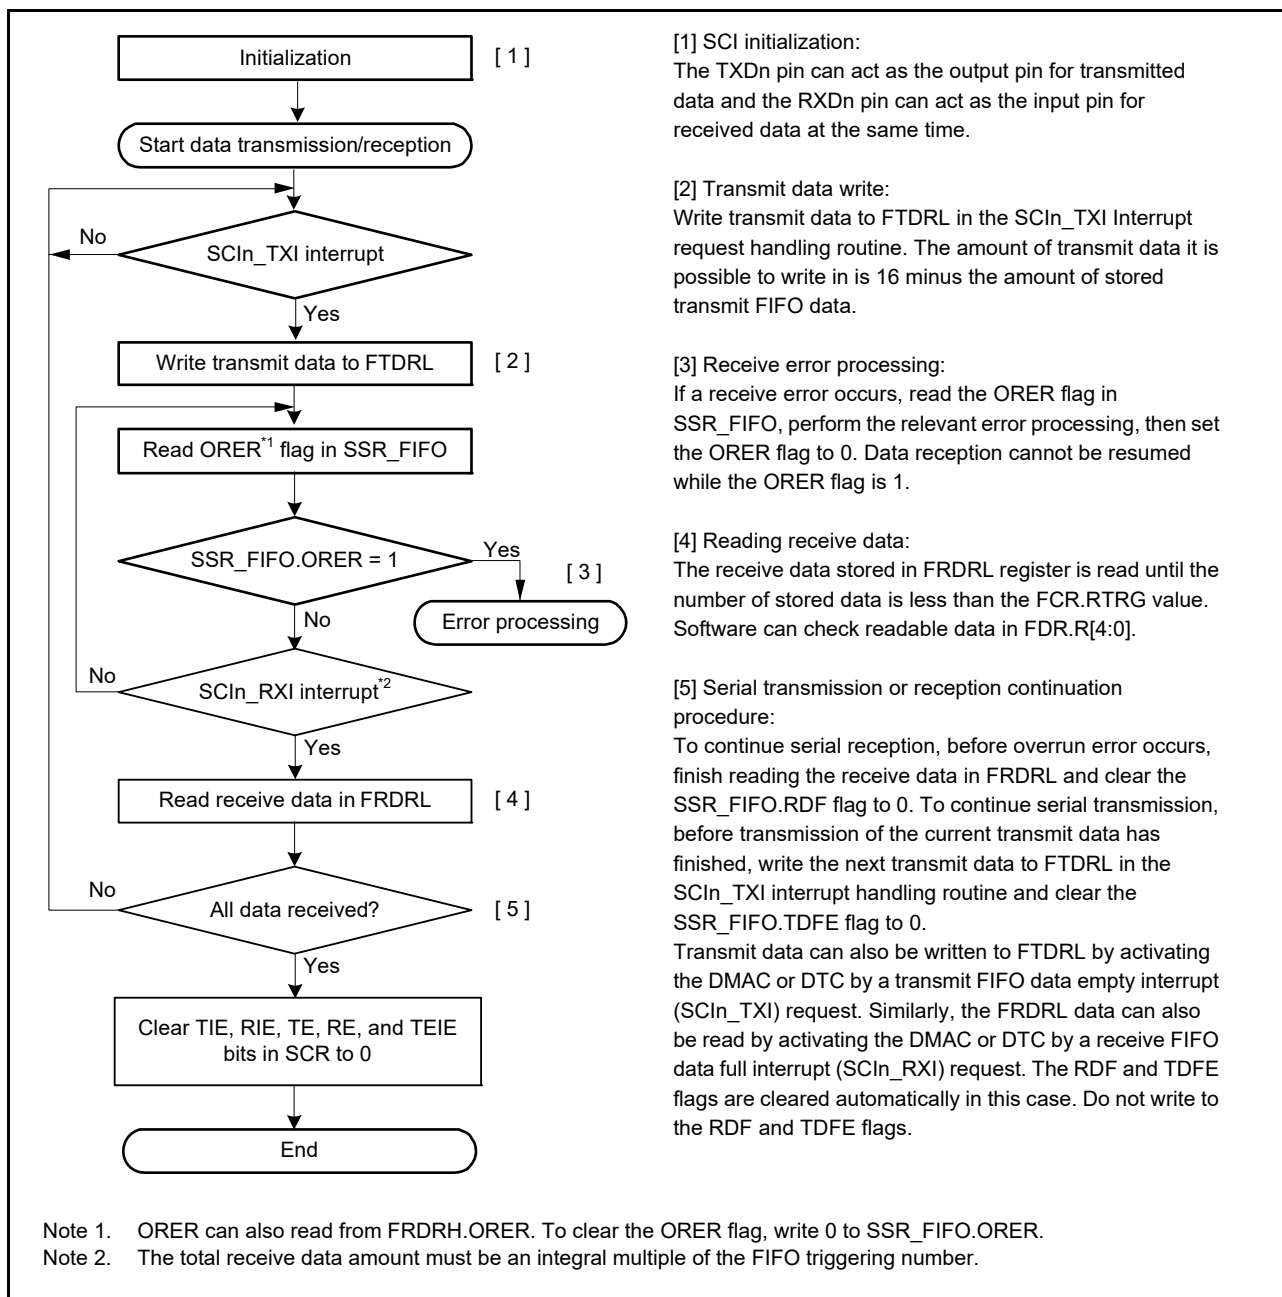 Initialization
[ 1 ]
Start data transmission/reception
No
SCIn_TXI interrupt
Yes
Write transmit data to FTDRL
[ 2 ]
Read ORER*1 flag in SSR_FIFO
SSR_FIFO.ORER = 1
Yes
[ 3 ]
Error processing
No
No
SCIn_RXI interrupt*2
Yes
Read receive data in FRDRL
[ 4 ]
No
All data received?
[ 5 ]
Yes
Clear TIE, RIE, TE, RE, and TEIE
bits in SCR to 0
End
[1] SCI initialization:
The TXDn pin can act as the output pin for transmitted
data and the RXDn pin can act as the input pin for
received data at the same time.
[2] Transmit data write:
Write transmit data to FTDRL in the SCIn_TXI Interrupt
request handling routine. The amount of transmit data it is
possible to write in is 16 minus the amount of stored
transmit FIFO data.
[3] Receive error processing:
If a receive error occurs, read the ORER flag in
SSR_FIFO, perform the relevant error processing, then set
the ORER flag to 0. Data reception cannot be resumed
while the ORER flag is 1.
[4] Reading receive data:
The receive data stored in FRDRL register is read until the
number of stored data is less than the FCR.RTRG value.
Software can check readable data in FDR.R[4:0].
[5] Serial transmission or reception continuation
procedure:
To continue serial reception, before overrun error occurs,
finish reading the receive data in FRDRL and clear the
SSR_FIFO.RDF flag to 0. To continue serial transmission,
before transmission of the current transmit data has
finished, write the next transmit data to FTDRL in the
SCIn_TXI interrupt handling routine and clear the
SSR_FIFO.TDFE flag to 0.
Transmit data can also be written to FTDRL by activating
the DMAC or DTC by a transmit FIFO data empty interrupt
(SCIn_TXI) request. Similarly, the FRDRL data can also
be read by activating the DMAC or DTC by a receive FIFO
data full interrupt (SCIn_RXI) request. The RDF and TDFE
flags are cleared automatically in this case. Do not write to
the RDF and TDFE flags.
Note 1. ORER can also read from FRDRH.ORER. To clear the ORER flag, write 0 to SSR_FIFO.ORER.
Note 2. The total receive data amount must be an integral multiple of the FIFO triggering number.